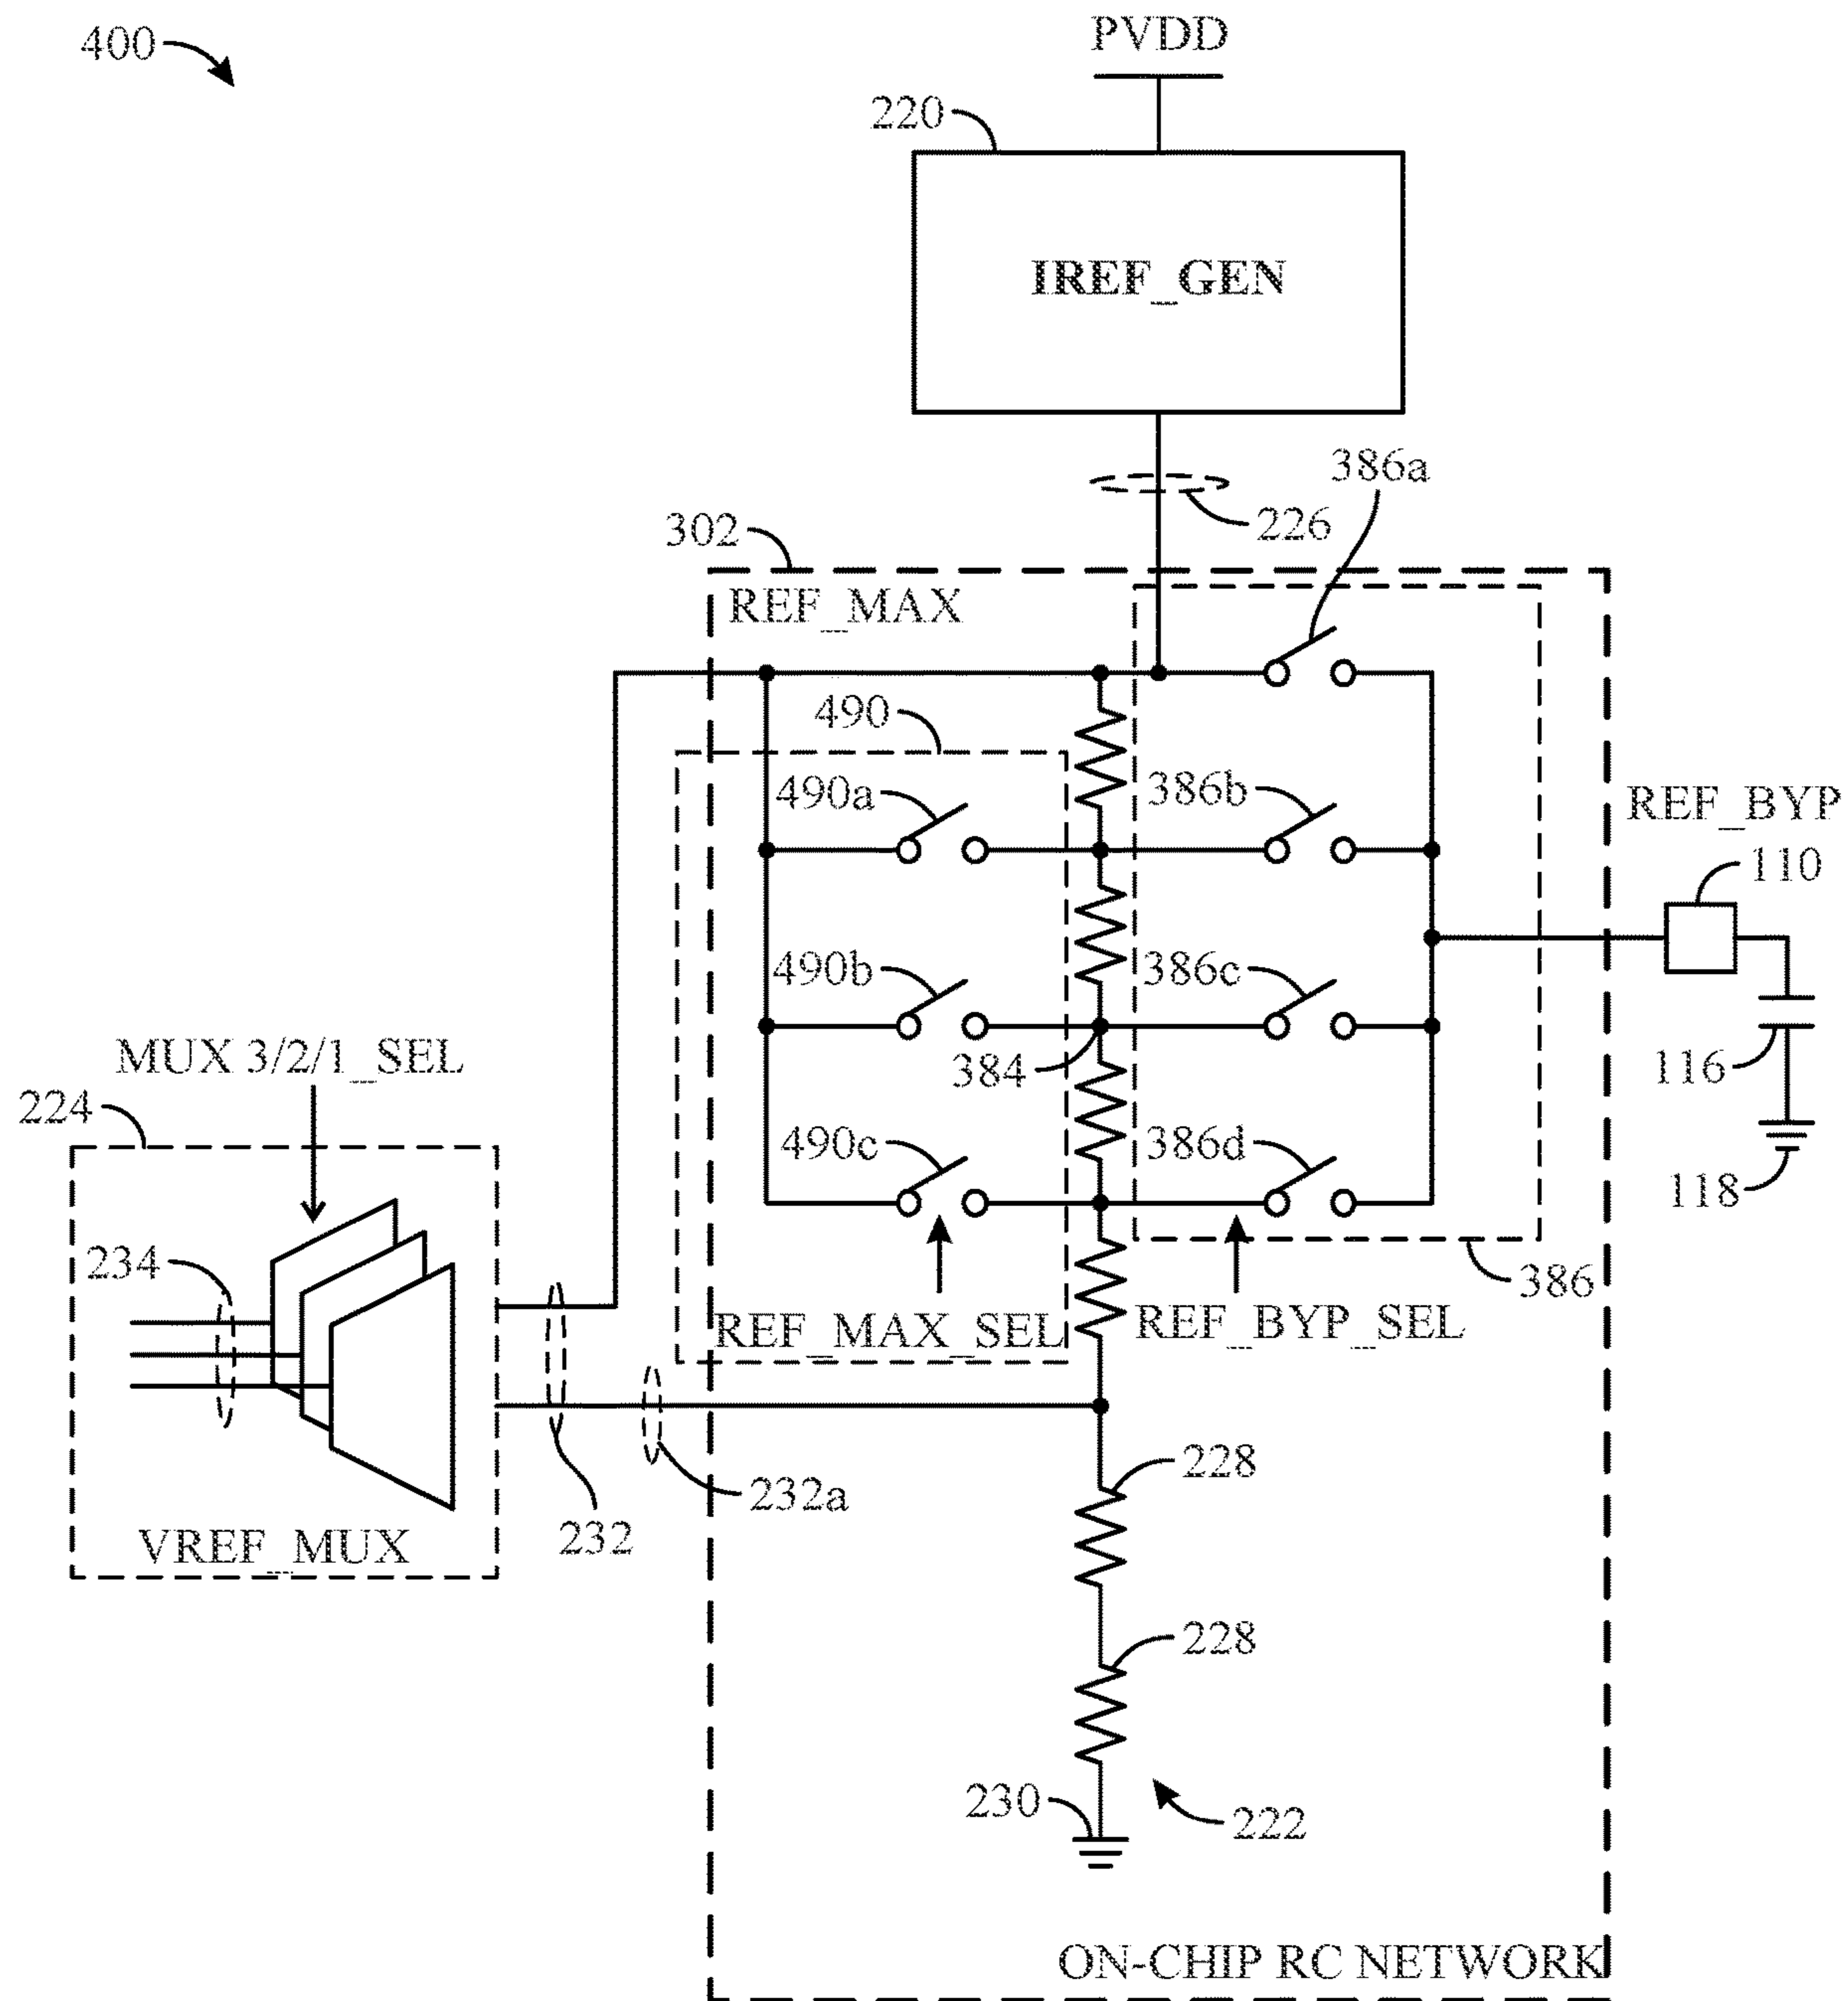 400
PVDD
220
IREF_GEN
386a
226
302
REF_MAX
490
490a
386b
REF_BYP
110
490b
386c
384
116
MUX 3/2/1_SEL
224
490c
386d
118
234
386
REF_MAX_SEL
REF_BYP_SEL
228
232a
232
VREF_MUX
228
230
222
ON-CHIP RC NETWORK